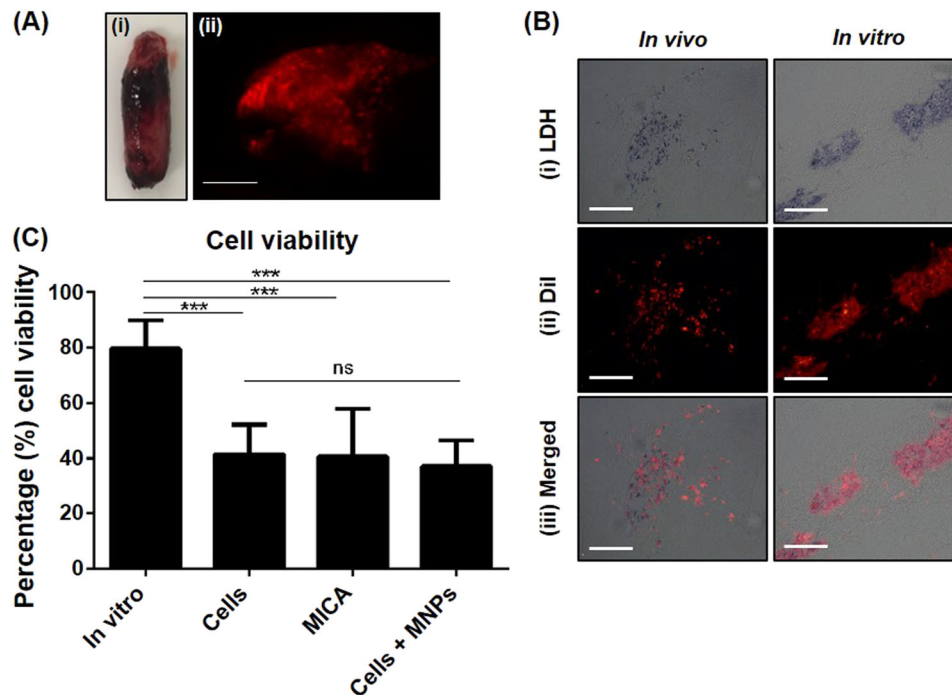 (A)
(i)
(ii)
(B)
In vivo
In vitro
(i) LDH
(ii) DiI
(iii) Merged
(C)
Cell viability
Percentage (%) cell viability
100
80
60
40
20
0
***
***
***
ns
In vitro
Cells
MICA
Cells + MNPs